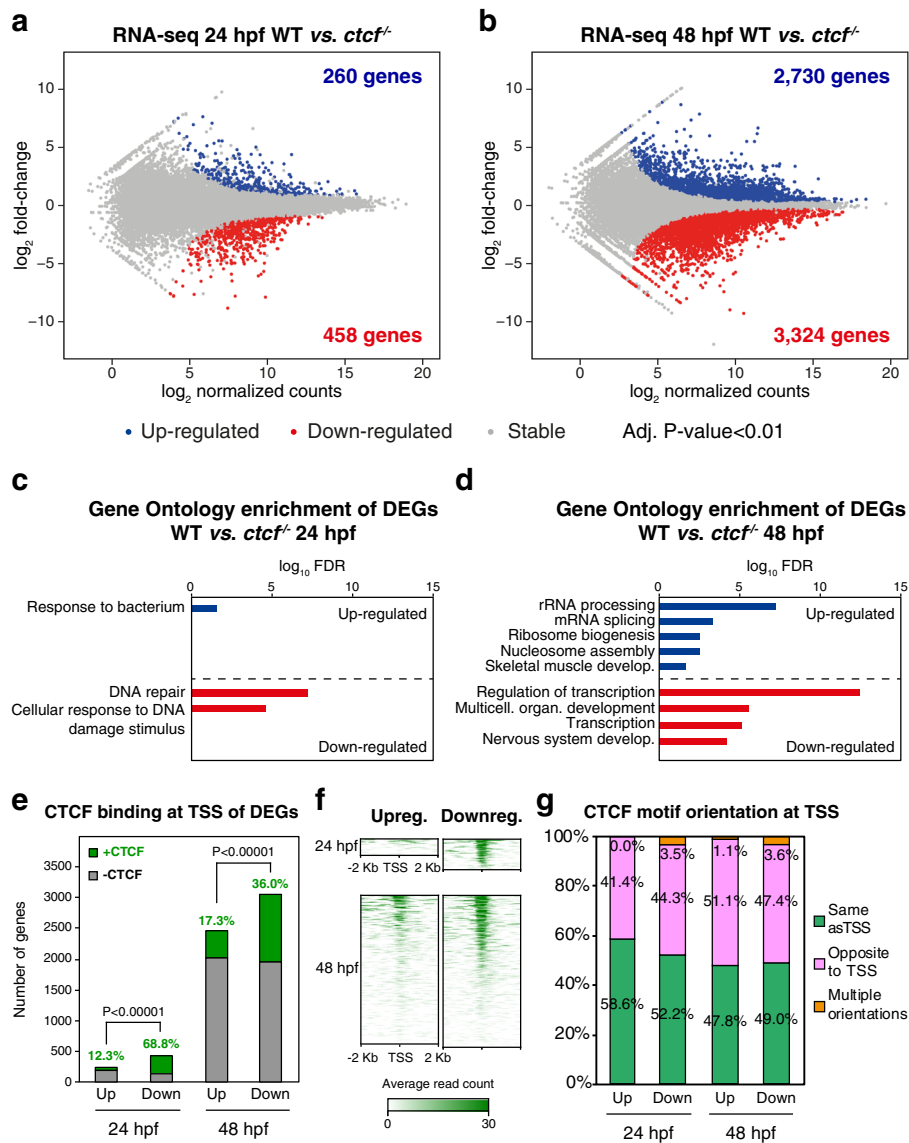 a
RNA-seq 24 hpf WT vs. ctcf-/-
260 genes
10
5
0
−5
−10
log2 fold-change
458 genes
0 5 10 15 20
log2 normalized counts
b
RNA-seq 48 hpf WT vs. ctcf-/-
2,730 genes
10
5
0
−5
−10
log2 fold-change
3,324 genes
0 5 10 15 20
log2 normalized counts
Up-regulated Down-regulated Stable Adj. P-value<0.01
c
Gene Ontology enrichment of DEGs
WT vs. ctcf-/- 24 hpf
log10 FDR
0 5 10 15
Response to bacterium
Up-regulated
DNA repair
Cellular response to DNA
damage stimulus
Down-regulated
d
Gene Ontology enrichment of DEGs
WT vs. ctcf-/- 48 hpf
log10 FDR
0 5 10 15
rRNA processing
Up-regulated
mRNA splicing
Ribosome biogenesis
Nucleosome assembly
Skeletal muscle develop.
Regulation of transcription
Multicell. organ. development
Transcription
Nervous system develop.
Down-regulated
e
CTCF binding at TSS of DEGs
+CTCF
-CTCF
Number of genes
3500
3000
2500
2000
1500
1000
500
0
P<0.00001
12.3%
68.8%
P<0.00001
17.3%
36.0%
Up Down Up Down
24 hpf 48 hpf
f
Upreg. Downreg.
24 hpf
-2 Kb TSS 2 Kb
48 hpf
-2 Kb TSS 2 Kb
Average read count
0 30
g
CTCF motif orientation at TSS
100%
80%
60%
40%
20%
0%
0.0% 3.5% 1.1% 3.6%
41.4% 44.3% 51.1% 47.4%
58.6% 52.2% 47.8% 49.0%
Up Down Up Down
24 hpf 48 hpf
Same
asTSS
Opposite
to TSS
Multiple
orientations